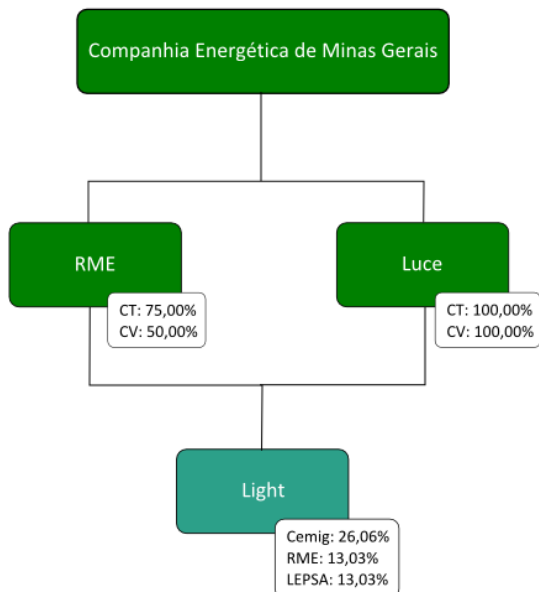 Companhia Energética de Minas Gerais
RME
CT: 75,00%
CV: 50,00%
Luce
CT: 100,00%
CV: 100,00%
Light
Cemig: 26,06%
RME: 13,03%
LEPSA: 13,03%